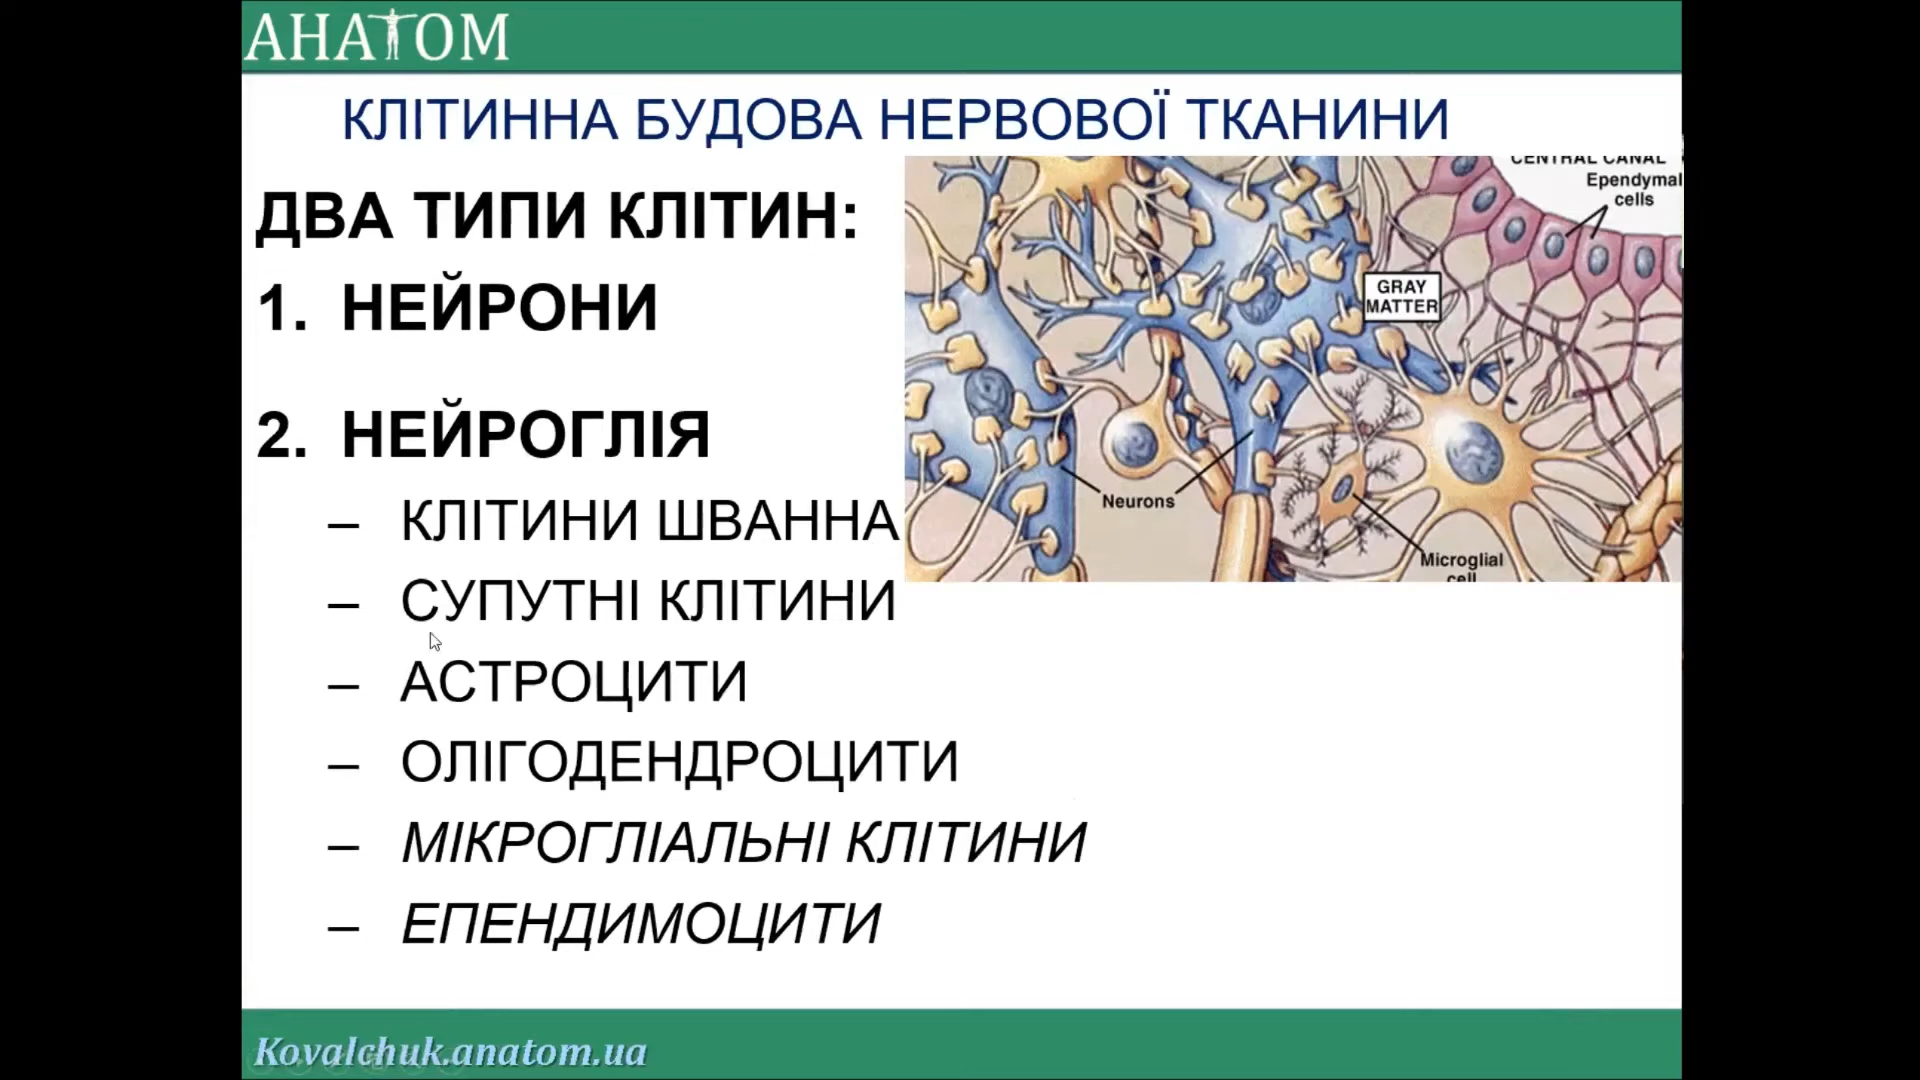 АНАТОМ
КЛІТИННА БУДОВА НЕРВОВОЇ ТКАНИНИ
ДВА ТИПИ КЛІТИН:
1. НЕЙРОНИ
2. НЕЙРОГЛІЯ
– КЛІТИНИ ШВАННА
– СУПУТНІ КЛІТИНИ
– АСТРОЦИТИ
– ОЛІГОДЕНДРОЦИТИ
– МІКРОГЛІАЛЬНІ КЛІТИНИ
– ЕПЕНДИМОЦИТИ
CENTRAL CANAL
Ependymal
cells
GRAY
MATTER
Neurons
Microglial
cell
Kovalchuk.anatom.ua